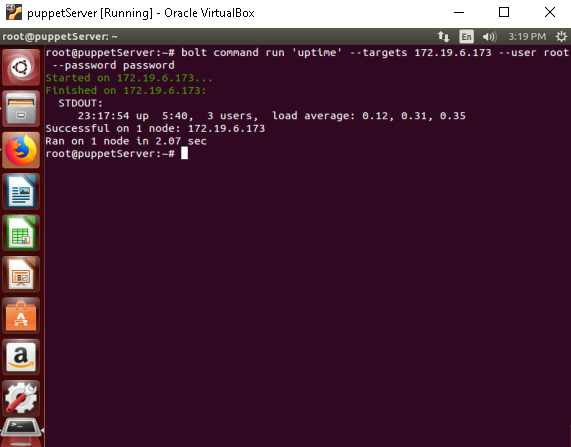 puppetServer [Running] - Oracle VirtualBox
root@puppetServer: ~
En
3:19 PM
root@puppetServer:~# bolt command run 'uptime' --targets 172.19.6.173 --user root
--password password
Started on 172.19.6.173...
Finished on 172.19.6.173:
STDOUT:
23:17:54 up  5:40,  3 users,  load average: 0.12, 0.31, 0.35
Successful on 1 node: 172.19.6.173
Ran on 1 node in 2.07 sec
root@puppetServer:~#